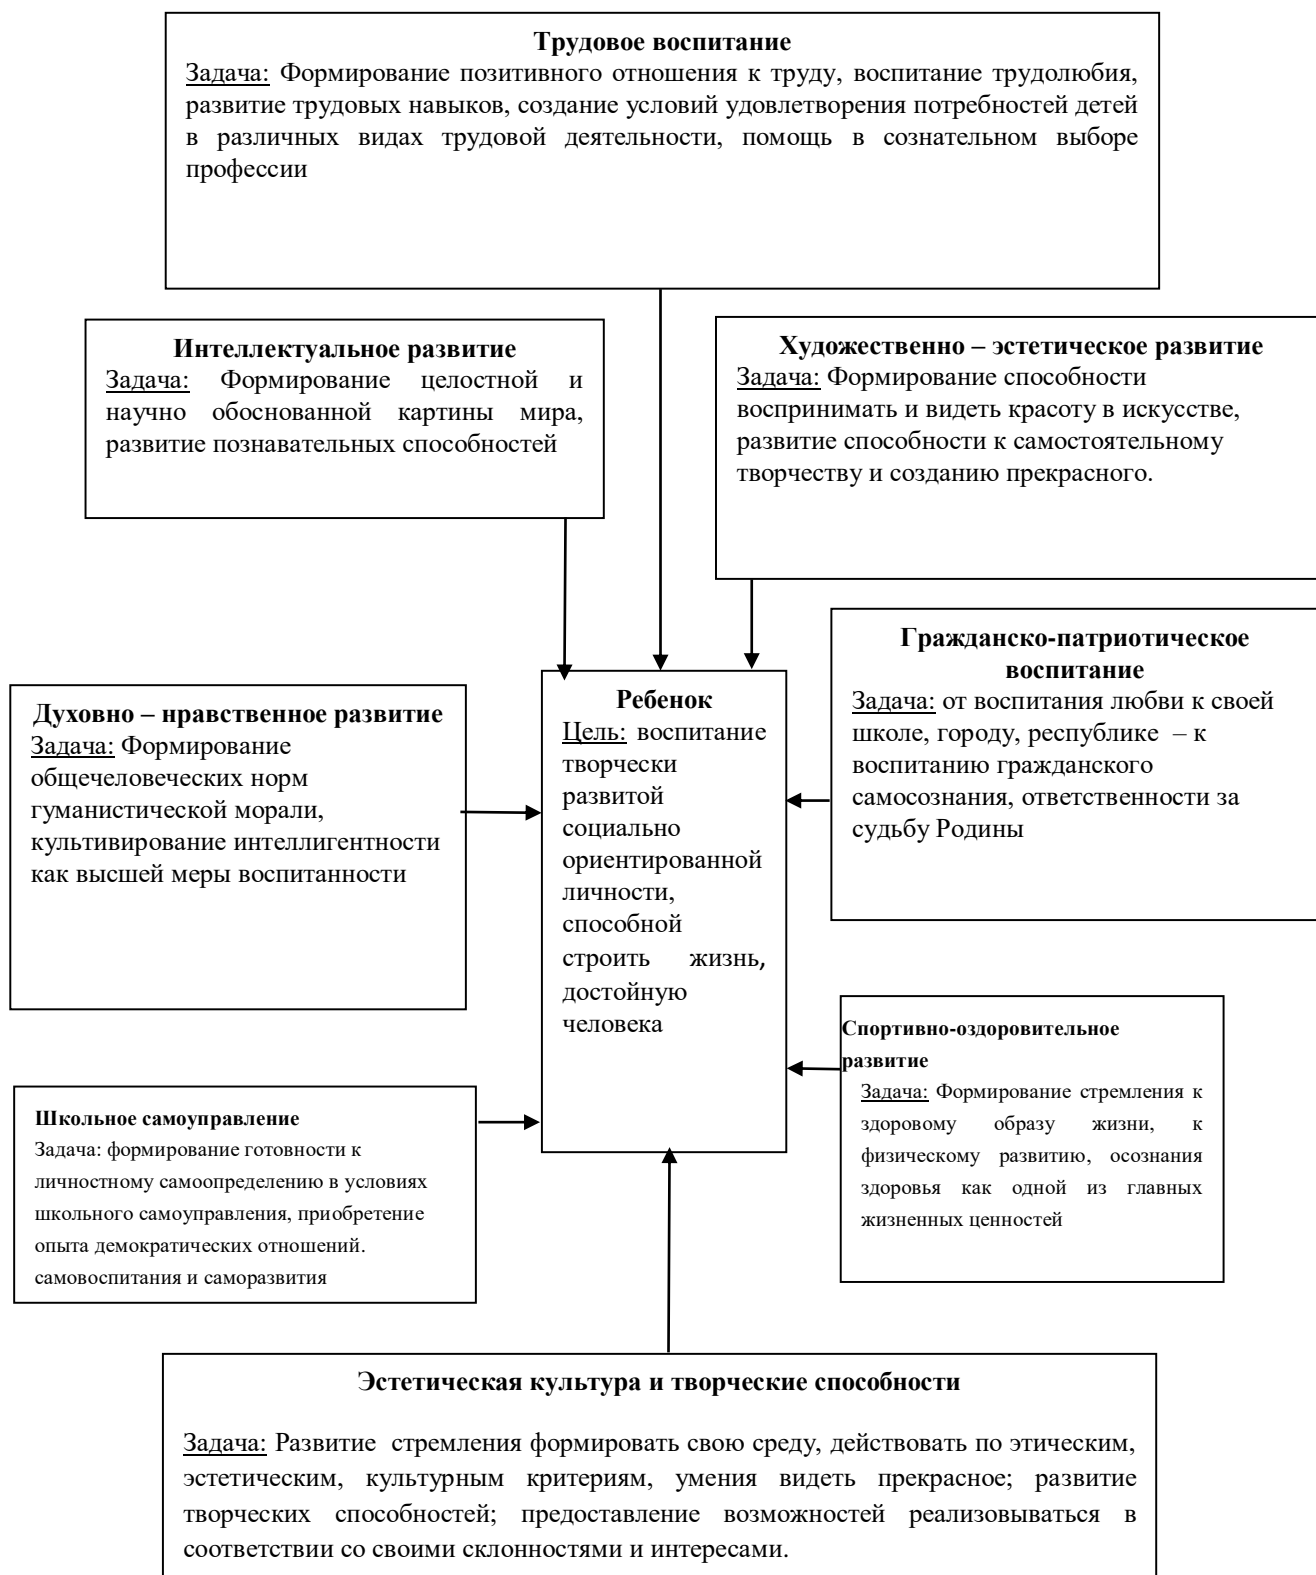 Трудовое воспитание
Задача: Формирование позитивного отношения к труду, воспитание трудолюбия,
развитие трудовых навыков, создание условий удовлетворения потребностей детей
в различных видах трудовой деятельности, помощь в сознательном выборе
профессии
Интеллектуальное развитие
Задача: Формирование целостной и
научно обоснованной картины мира,
развитие познавательных способностей
Художественно – эстетическое развитие
Задача: Формирование способности
воспринимать и видеть красоту в искусстве,
развитие способности к самостоятельному
творчеству и созданию прекрасного.
Гражданско-патриотическое
воспитание
Задача: от воспитания любви к своей
школе, городу, республике – к
воспитанию гражданского
самосознания, ответственности за
судьбу Родины
Духовно – нравственное развитие
Задача: Формирование
общечеловеческих норм
гуманистической морали,
культивирование интеллигентности
как высшей меры воспитанности
Ребенок
Цель: воспитание
творчески
развитой
социально
ориентированной
личности,
способной
строить жизнь,
достойную
человека
Спортивно-оздоровительное
развитие
Задача: Формирование стремления к
здоровому образу жизни, к
физическому развитию, осознания
здоровья как одной из главных
жизненных ценностей
Школьное самоуправление
Задача: формирование готовности к
личностному самоопределению в условиях
школьного самоуправления, приобретение
опыта демократических отношений.
самовоспитания и саморазвития
Эстетическая культура и творческие способности
Задача: Развитие стремления формировать свою среду, действовать по этическим,
эстетическим, культурным критериям, умения видеть прекрасное; развитие
творческих способностей; предоставление возможностей реализовываться в
соответствии со своими склонностями и интересами.